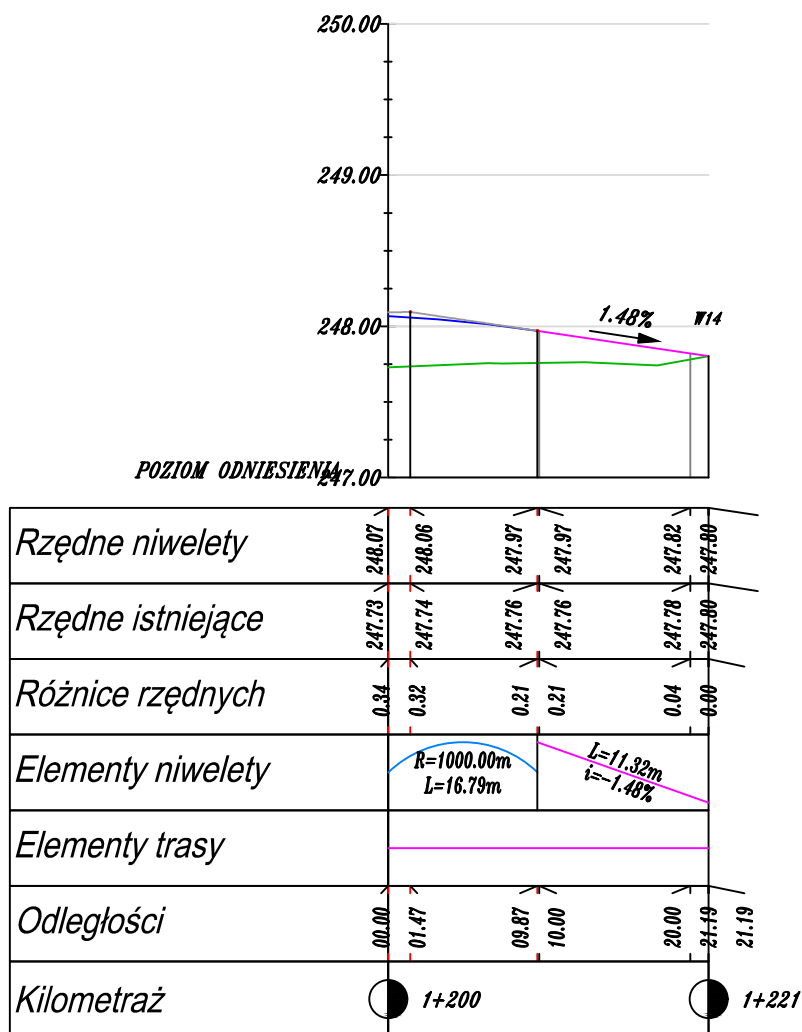 250.00
249.00
248.00
1.48%
W14
POZIOM ODNIESIENIA
247.00
Rzędne niwelety 248.07 248.06 247.97 247.97 247.82 247.80
Rzędne istniejące 247.73 247.74 247.76 247.76 247.78 247.80
Różnice rzędnych 0.34 0.32 0.21 0.21 0.04 0.00
Elementy niwelety
R=1000.00m
L=16.79m
L=11.32m
i=-1.48%
Elementy trasy
Odległości 00.00 01.47 09.87 10.00 20.00 21.19 21.19
Kilometraż 1+200 1+221